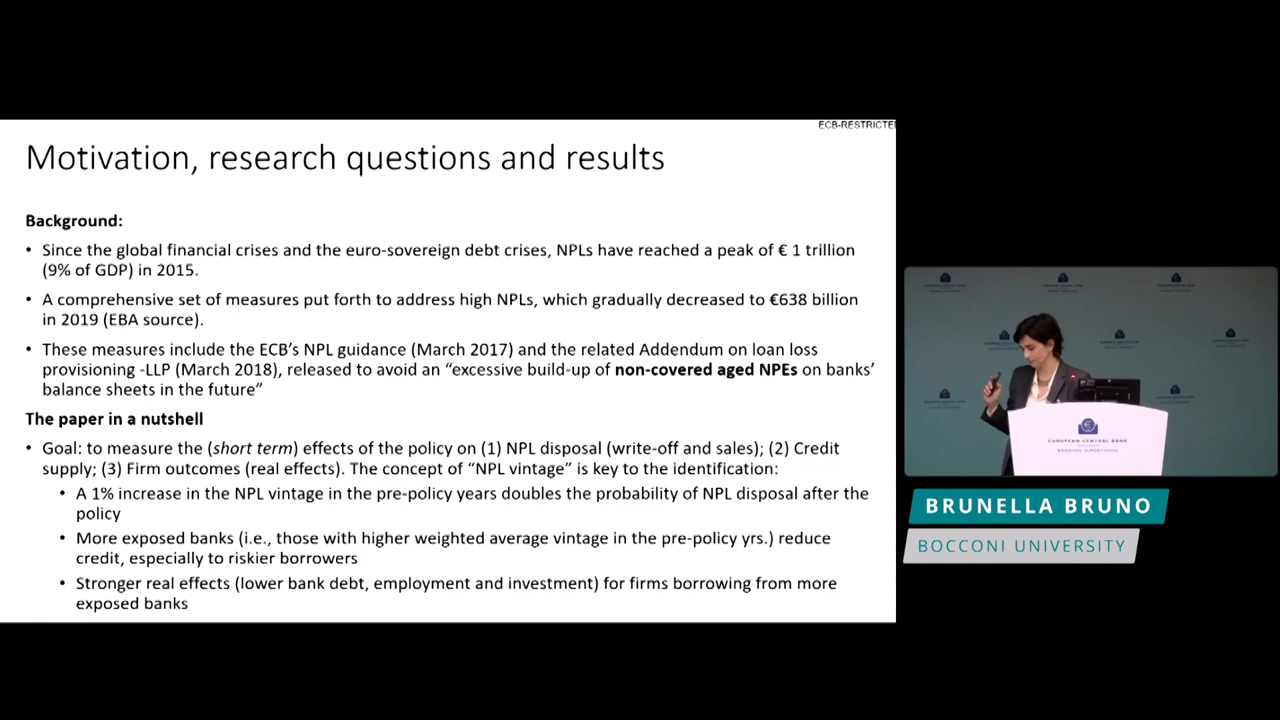 ECB-RESTRICTE
Motivation, research questions and results
Background:
• Since the global financial crises and the euro-sovereign debt crises, NPLs have reached a peak of € 1 trillion
(9% of GDP) in 2015.
• A comprehensive set of measures put forth to address high NPLs, which gradually decreased to €638 billion
in 2019 (EBA source).
• These measures include the ECB's NPL guidance (March 2017) and the related Addendum on loan loss
provisioning -LLP (March 2018), released to avoid an “excessive build-up of non-covered aged NPEs on banks’
balance sheets in the future”
The paper in a nutshell
• Goal: to measure the (short term) effects of the policy on (1) NPL disposal (write-off and sales); (2) Credit
supply; (3) Firm outcomes (real effects). The concept of “NPL vintage” is key to the identification:
• A 1% increase in the NPL vintage in the pre-policy years doubles the probability of NPL disposal after the
policy
• More exposed banks (i.e., those with higher weighted average vintage in the pre-policy yrs.) reduce
credit, especially to riskier borrowers
• Stronger real effects (lower bank debt, employment and investment) for firms borrowing from more
exposed banks
EUROPEAN CENTRAL BANK
BANKING SUPERVISION
BRUNELLA BRUNO
BOCCONI UNIVERSITY